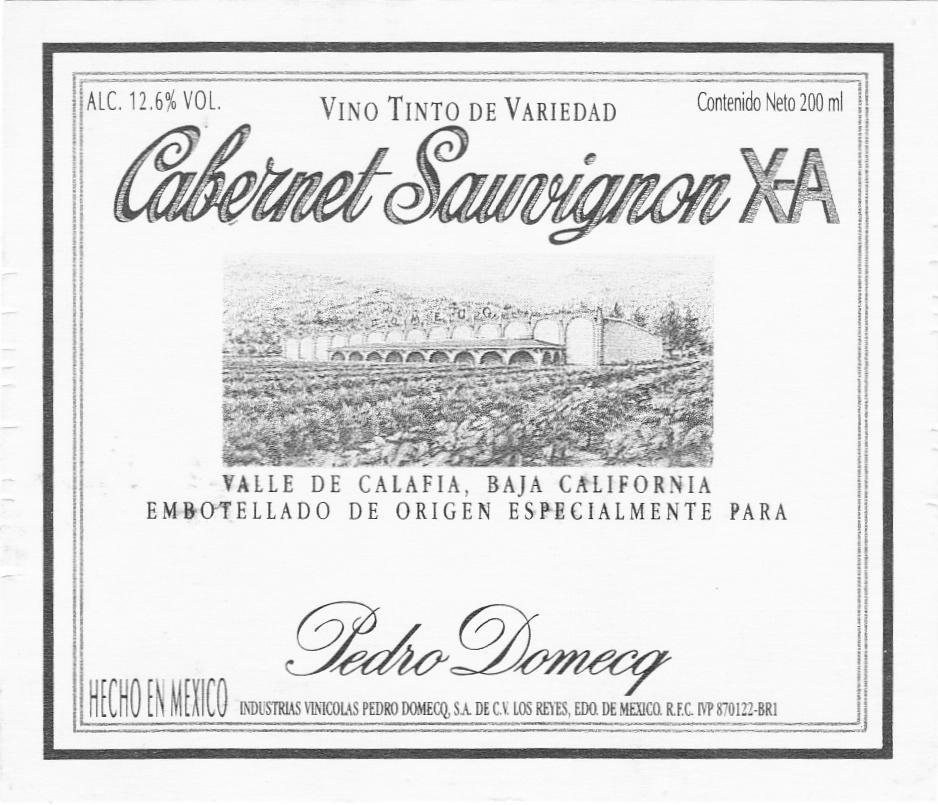 ALC. 12.6% VOL.
VINO TINTO DE VARIEDAD
Contenido Neto 200 ml
Cabernet Sauvignon X-A
DOMECQ
VALLE DE CALAFIA, BAJA CALIFORNIA
EMBOTELLADO DE ORIGEN ESPECIALMENTE PARA
Pedro Domecq
HECHO EN MEXICO
INDUSTRIAS VINICOLAS PEDRO DOMECQ, S.A. DE C.V. LOS REYES, EDO. DE MEXICO. R.F.C. IVP 870122-BR1